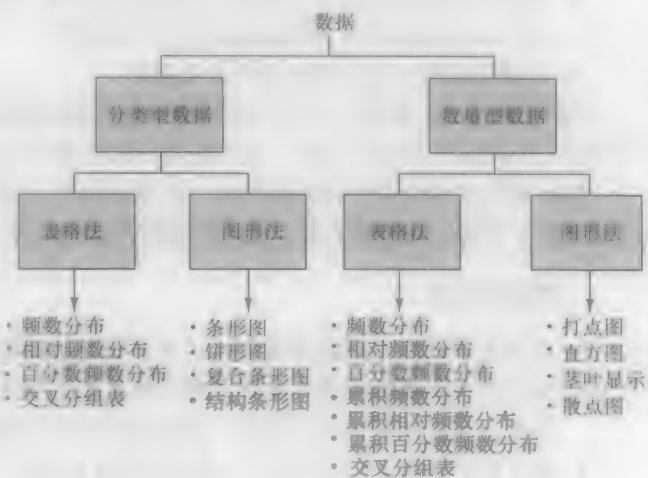 数据
分类型数据
数量型数据
表格法
图形法
表格法
图形法
· 频数分布
· 相对频数分布
· 百分数频数分布
· 交叉分组表
· 条形图
· 饼形图
· 复合条形图
· 结构条形图
· 频数分布
· 相对频数分布
· 百分数频数分布
· 累积频数分布
· 累积相对频数分布
· 累积百分数频数分布
· 交叉分组表
· 打点图
· 直方图
· 茎叶显示
· 散点图